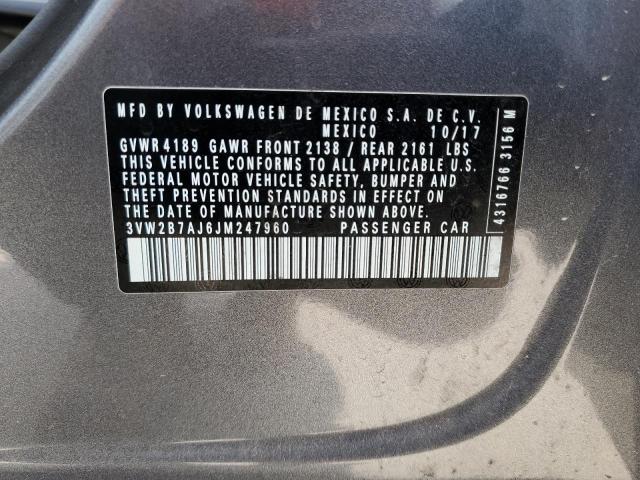 MFD BY VOLKSWAGEN DE MEXICO S.A. DE C.V.
MEXICO 10/17
GVWR 4189 GAWR FRONT 2138 / REAR 2161 LBS
THIS VEHICLE CONFORMS TO ALL APPLICABLE U.S.
FEDERAL MOTOR VEHICLE SAFETY, BUMPER AND
THEFT PREVENTION STANDARDS IN EFFECT ON
THE DATE OF MANUFACTURE SHOWN ABOVE.
3VW2B7AJ6JM247960 PASSENGER CAR
4316766 3156 M